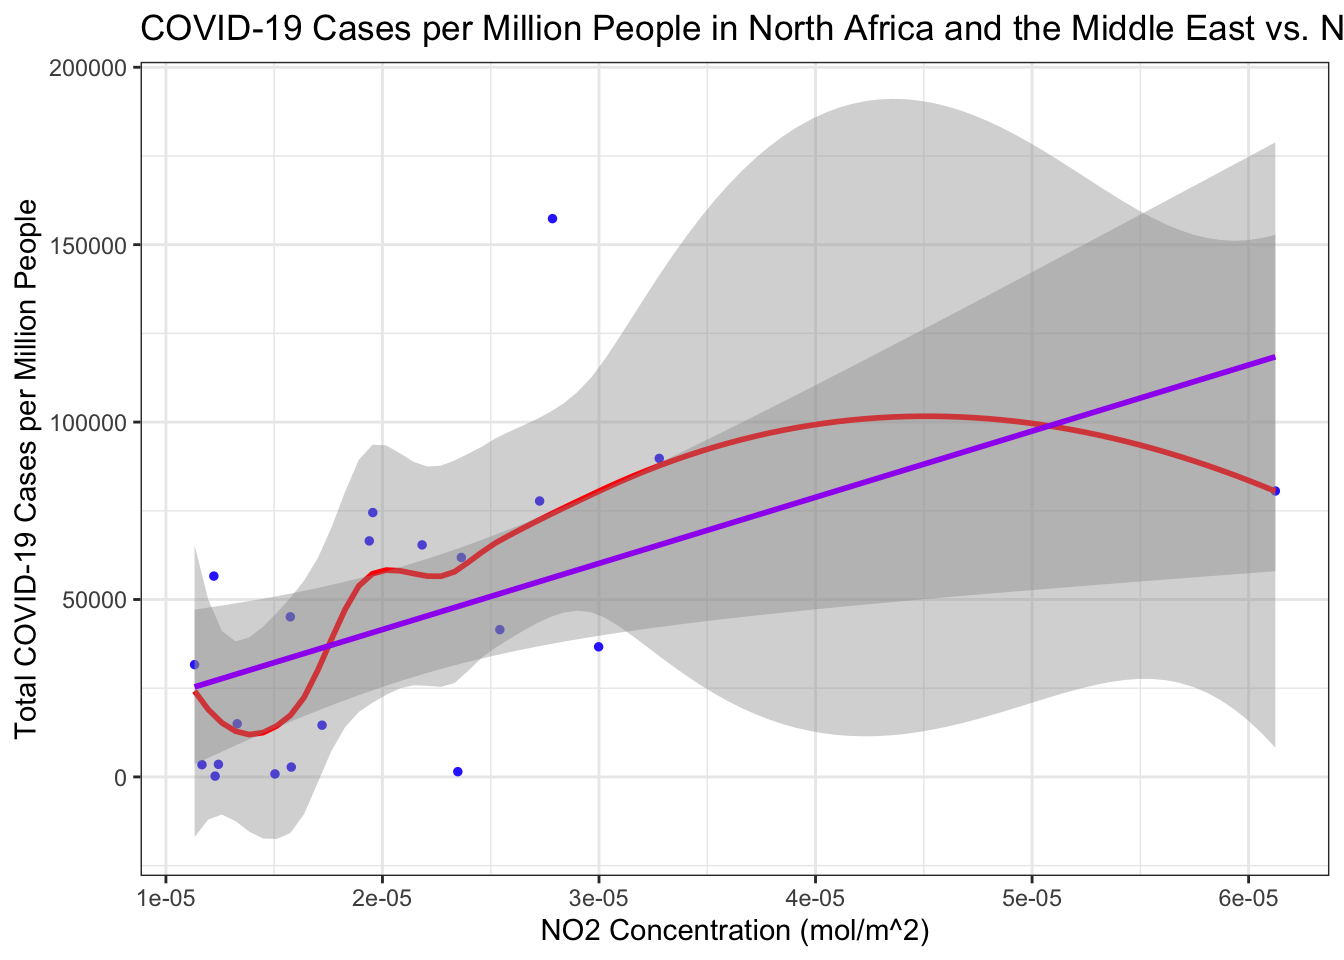 COVID-19 Cases per Million People in North Africa and the Middle East vs. N
200000
150000
100000
50000
0
Total COVID-19 Cases per Million People
1e-05 2e-05 3e-05 4e-05 5e-05 6e-05
NO2 Concentration (mol/m^2)